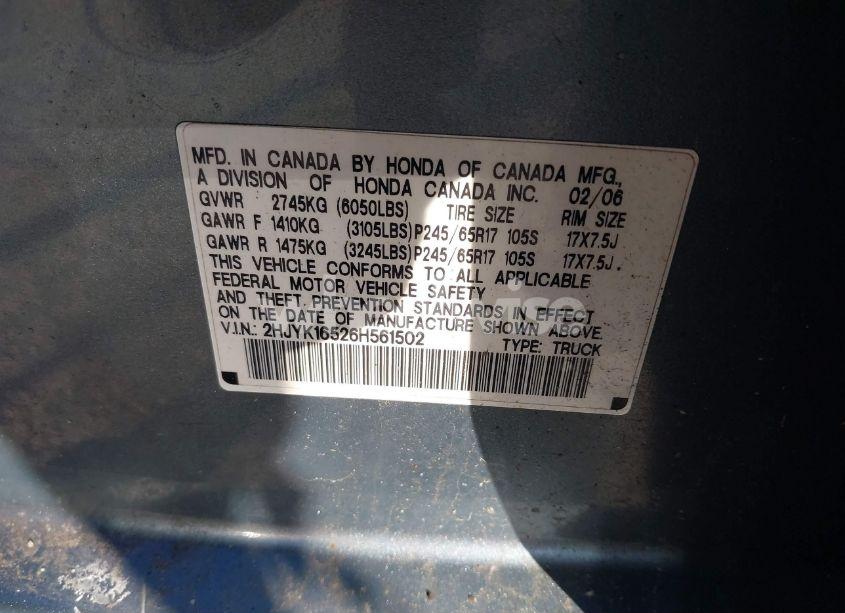 MFD. IN CANADA BY HONDA OF CANADA MFG.,
A DIVISION OF HONDA CANADA INC. 02/06
GVWR 2745KG (6050LBS) TIRE SIZE RIM SIZE
GAWR F 1410KG (3105LBS) P245/65R17 105S 17X7.5J
GAWR R 1475KG (3245LBS) P245/65R17 105S 17X7.5J.
THIS VEHICLE CONFORMS TO ALL APPLICABLE
FEDERAL MOTOR VEHICLE SAFETY
AND THEFT PREVENTION STANDARDS IN EFFECT
ON THE DATE OF MANUFACTURE SHOWN ABOVE.
V.I.N.: 2HJYK16526H561502 TYPE: TRUCK